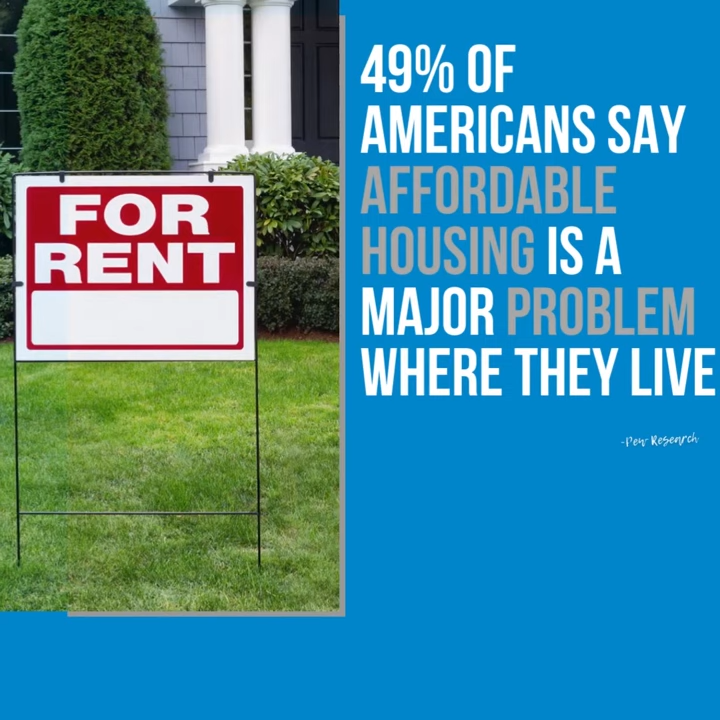 FOR
RENT
49% OF
AMERICANS SAY
AFFORDABLE
HOUSING IS A
MAJOR PROBLEM
WHERE THEY LIVE
-Pew Research